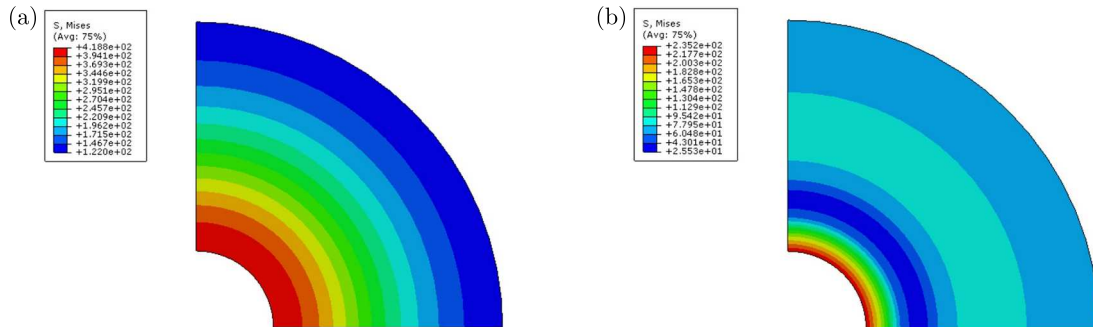 (a)
S, Mises
(Avg: 75%)
+4.188e+02
+3.941e+02
+3.693e+02
+3.446e+02
+3.199e+02
+2.951e+02
+2.704e+02
+2.457e+02
+2.209e+02
+1.962e+02
+1.715e+02
+1.467e+02
+1.220e+02
(b)
S, Mises
(Avg: 75%)
+2.352e+02
+2.177e+02
+2.003e+02
+1.828e+02
+1.653e+02
+1.478e+02
+1.304e+02
+1.129e+02
+9.542e+01
+7.795e+01
+6.048e+01
+4.301e+01
+2.553e+01